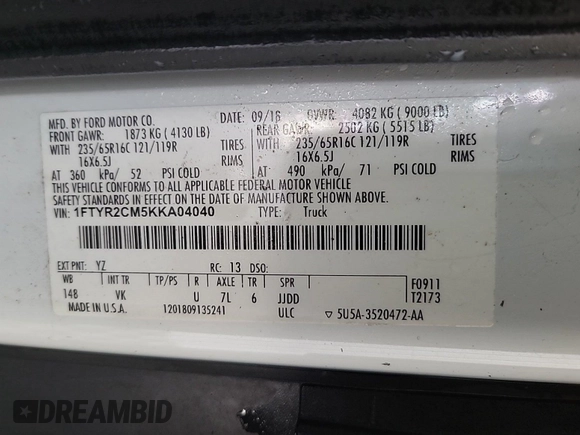 MFD. BY FORD MOTOR CO. DATE: 09/18 GVWR: 4082 KG ( 9000 LB)
FRONT GAWR: 1873 KG ( 4130 LB) REAR GAWR: 2502 KG ( 5515 LB)
WITH 235/65R16C 121/119R TIRES 235/65R16C 121/119R TIRES
16X6.5J RIMS 16X6.5J RIMS
AT 360 kPa/ 52 PSI COLD AT 490 kPa/ 71 PSI COLD
THIS VEHICLE CONFORMS TO ALL APPLICABLE FEDERAL MOTOR VEHICLE
SAFETY STANDARDS IN EFFECT ON THE DATE OF MANUFACTURE SHOWN ABOVE.
VIN: 1FTYR2CM5KKA04040 TYPE: Truck
EXT PNT: YZ RC: 13 DSO:
WB INT TR TP/PS R AXLE TR SPR F0911
148 VK U 7L 6 JJDD T2173
MADE IN U.S.A. 1201809135241 ULC ▽ 5U5A-3520472-AA
DREAMBID